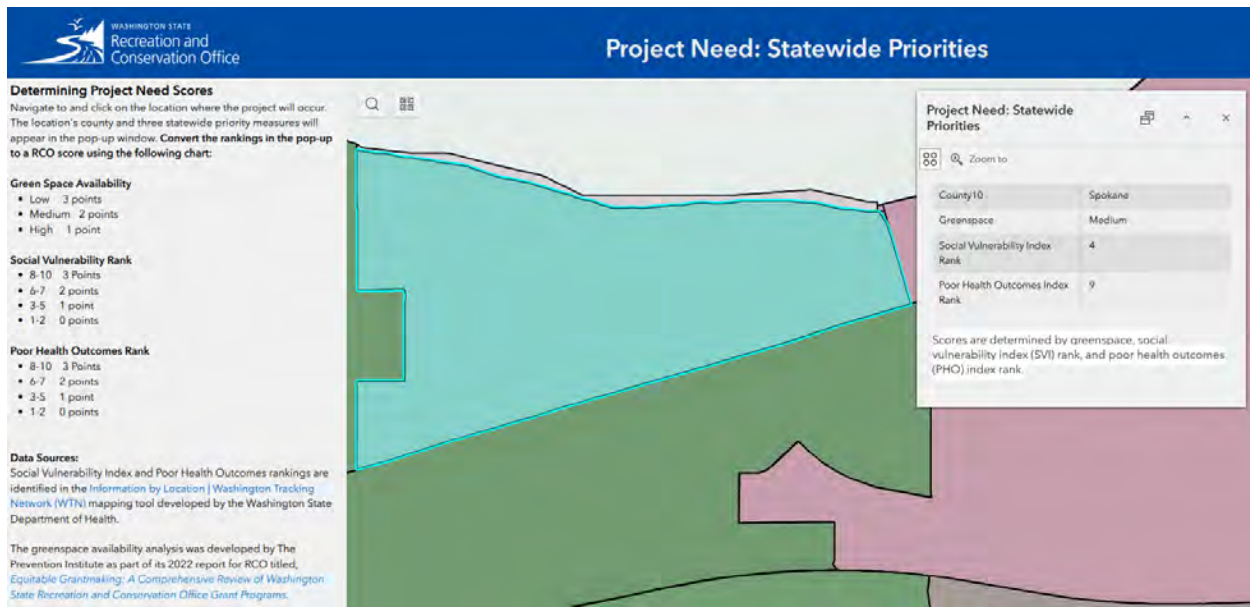 WASHINGTON STATE
Recreation and
Conservation Office
Project Need: Statewide Priorities
Determining Project Need Scores
Navigate to and click on the location where the project will occur.
The location's county and three statewide priority measures will
appear in the pop-up window. Convert the rankings in the pop-up
to a RCO score using the following chart:
Green Space Availability
• Low 3 points
• Medium 2 points
• High 1 point
Social Vulnerability Rank
• 8-10 3 Points
• 6-7 2 points
• 3-5 1 point
• 1-2 0 points
Poor Health Outcomes Rank
• 8-10 3 Points
• 6-7 2 points
• 3-5 1 point
• 1-2 0 points
Data Sources:
Social Vulnerability Index and Poor Health Outcomes rankings are
identified in the Information by Location | Washington Tracking
Network (WTN) mapping tool developed by the Washington State
Department of Health.
The greenspace availability analysis was developed by The
Prevention Institute as part of its 2022 report for RCO titled,
Equitable Grantmaking: A Comprehensive Review of Washington
State Recreation and Conservation Office Grant Programs.
Project Need: Statewide
Priorities
Zoom to
County10 Spokane
Greenspace Medium
Social Vulnerability Index 4
Rank
Poor Health Outcomes Index 9
Rank
Scores are determined by greenspace, social
vulnerability index (SVI) rank, and poor health outcomes
(PHO) index rank.